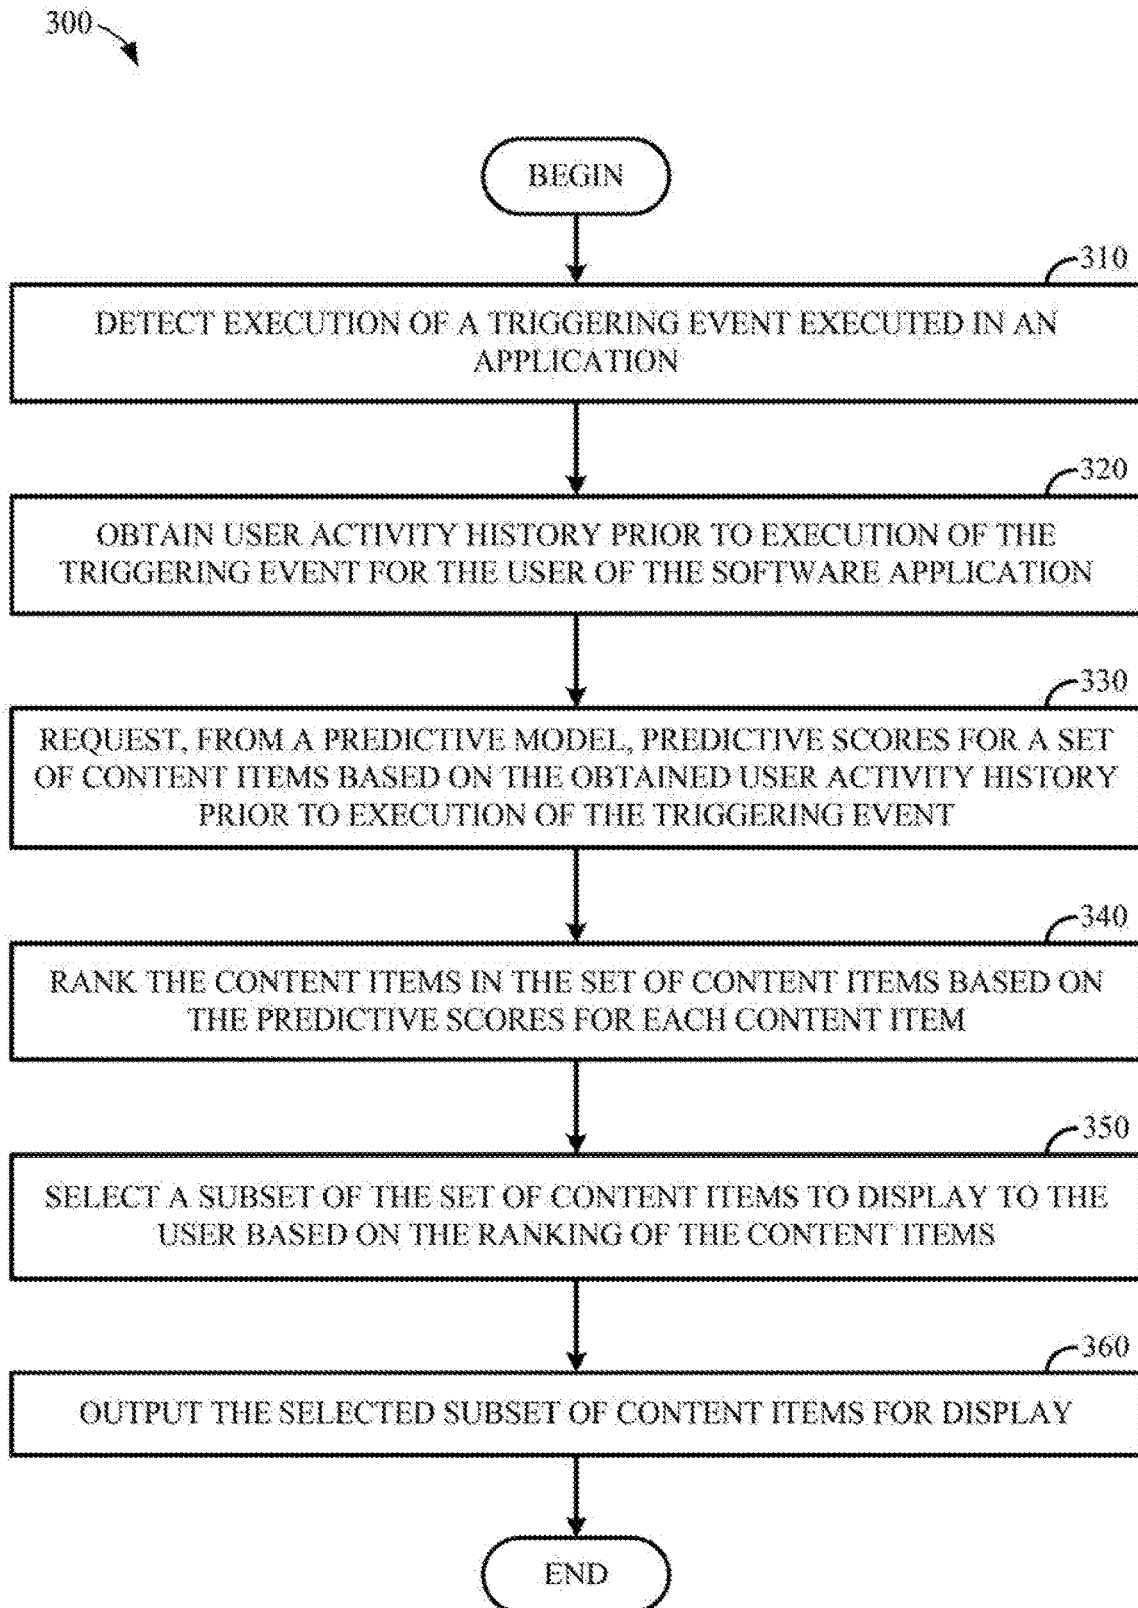 300
BEGIN
310
DETECT EXECUTION OF A TRIGGERING EVENT EXECUTED IN AN
APPLICATION
320
OBTAIN USER ACTIVITY HISTORY PRIOR TO EXECUTION OF THE
TRIGGERING EVENT FOR THE USER OF THE SOFTWARE APPLICATION
330
REQUEST, FROM A PREDICTIVE MODEL, PREDICTIVE SCORES FOR A SET
OF CONTENT ITEMS BASED ON THE OBTAINED USER ACTIVITY HISTORY
PRIOR TO EXECUTION OF THE TRIGGERING EVENT
340
RANK THE CONTENT ITEMS IN THE SET OF CONTENT ITEMS BASED ON
THE PREDICTIVE SCORES FOR EACH CONTENT ITEM
350
SELECT A SUBSET OF THE SET OF CONTENT ITEMS TO DISPLAY TO THE
USER BASED ON THE RANKING OF THE CONTENT ITEMS
360
OUTPUT THE SELECTED SUBSET OF CONTENT ITEMS FOR DISPLAY
END